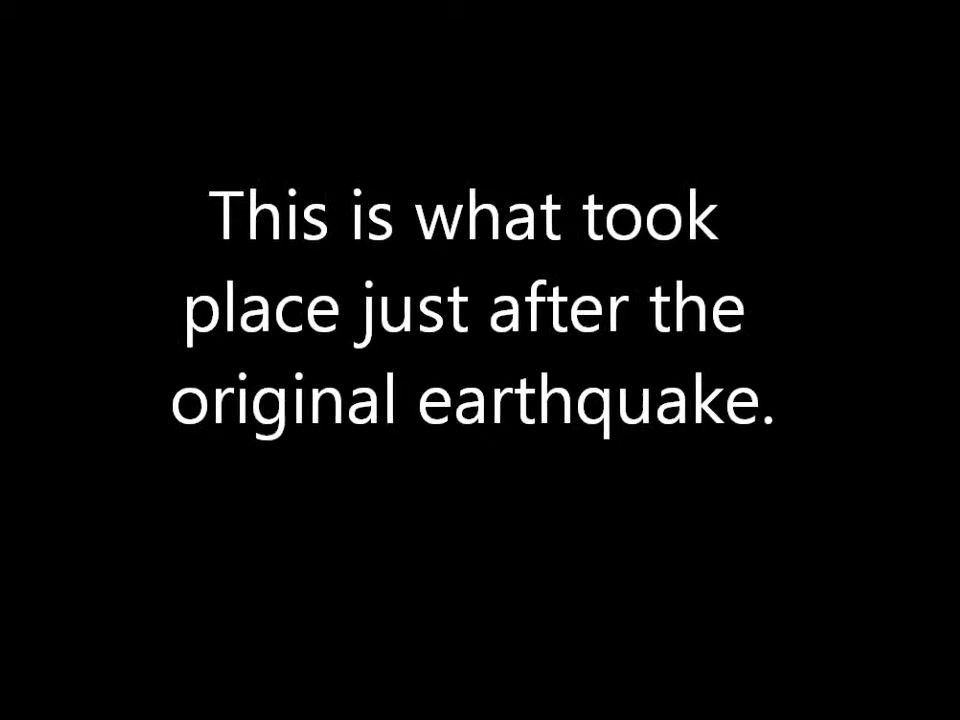 This is what took
place just after the
original earthquake.